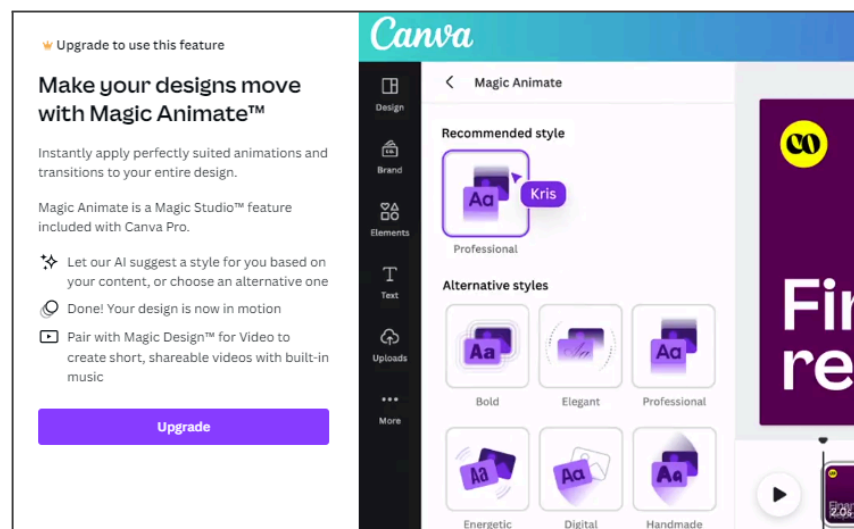 Upgrade to use this feature
Make your designs move
with Magic Animate™
Instantly apply perfectly suited animations and
transitions to your entire design.
Magic Animate is a Magic Studio™ feature
included with Canva Pro.
Let our AI suggest a style for you based on
your content, or choose an alternative one
Done! Your design is now in motion
Pair with Magic Design™ for Video to
create short, shareable videos with built-in
music
Upgrade
Canva
Design
Brand
Elements
Text
Uploads
More
Magic Animate
Recommended style
Aa
Kris
Professional
Alternative styles
Aa
Bold
Elegant
Aa
Professional
Aa
Energetic
Aa
Digital
Aa
Handmade
CO
Fin
re
2.0s